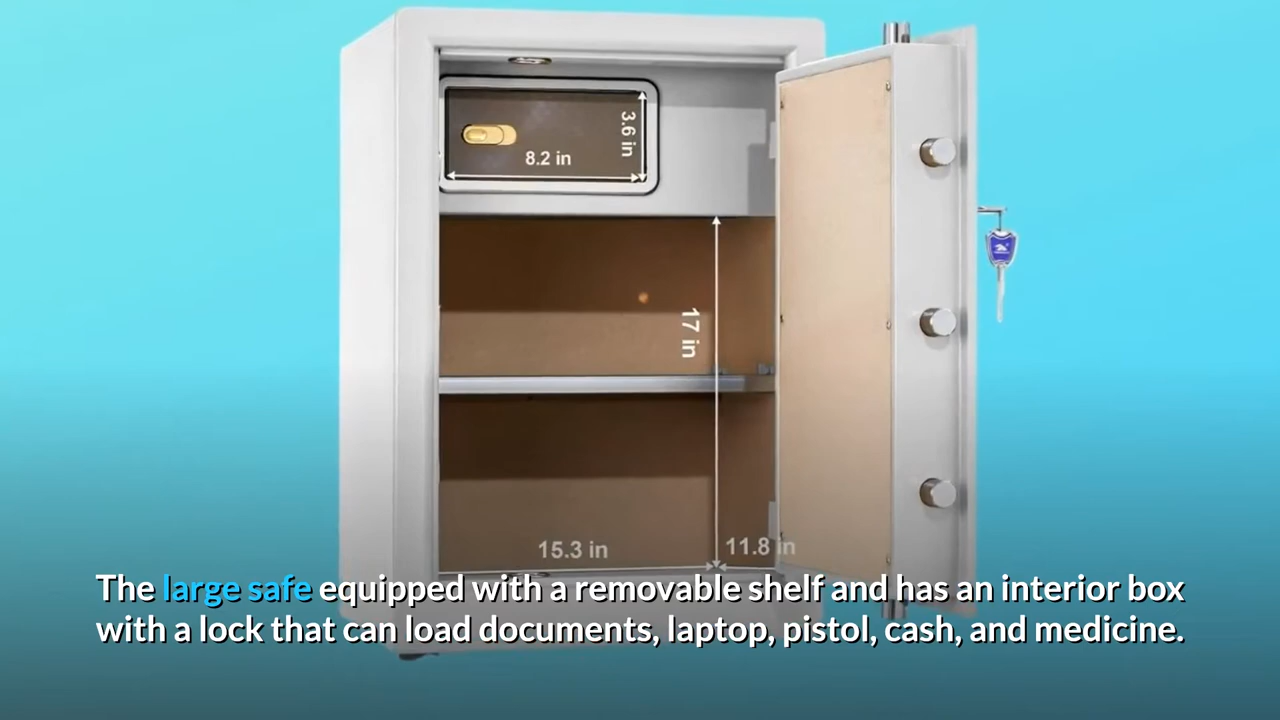 3.6 in
8.2 in
17 in
15.3 in
11.8 in
The large safe equipped with a removable shelf and has an interior box
with a lock that can load documents, laptop, pistol, cash, and medicine.